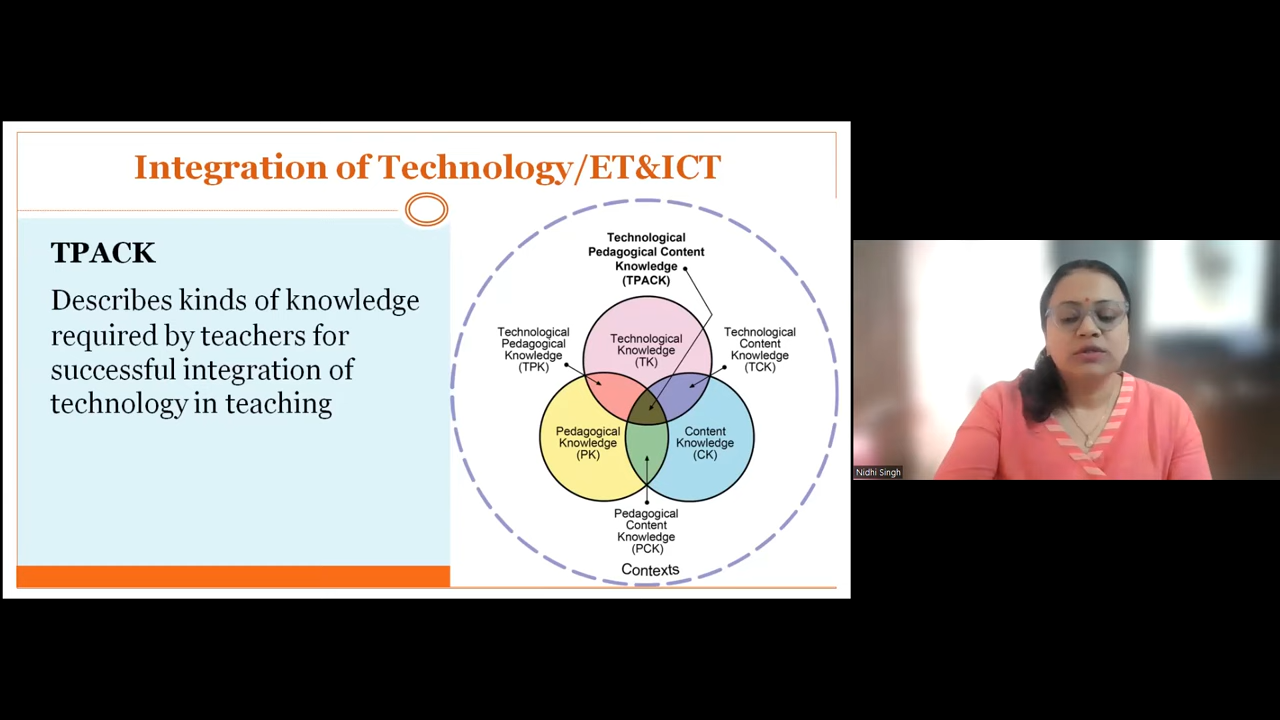 Integration of Technology/ET&ICT
TPACK
Describes kinds of knowledge
required by teachers for
successful integration of
technology in teaching
Technological
Pedagogical Content
Knowledge
(TPACK)
Technological
Pedagogical
Knowledge
(TPK)
Technological
Knowledge
(TK)
Technological
Content
Knowledge
(TCK)
Pedagogical
Knowledge
(PK)
Content
Knowledge
(CK)
Pedagogical
Content
Knowledge
(PCK)
Contexts
Nidhi Singh